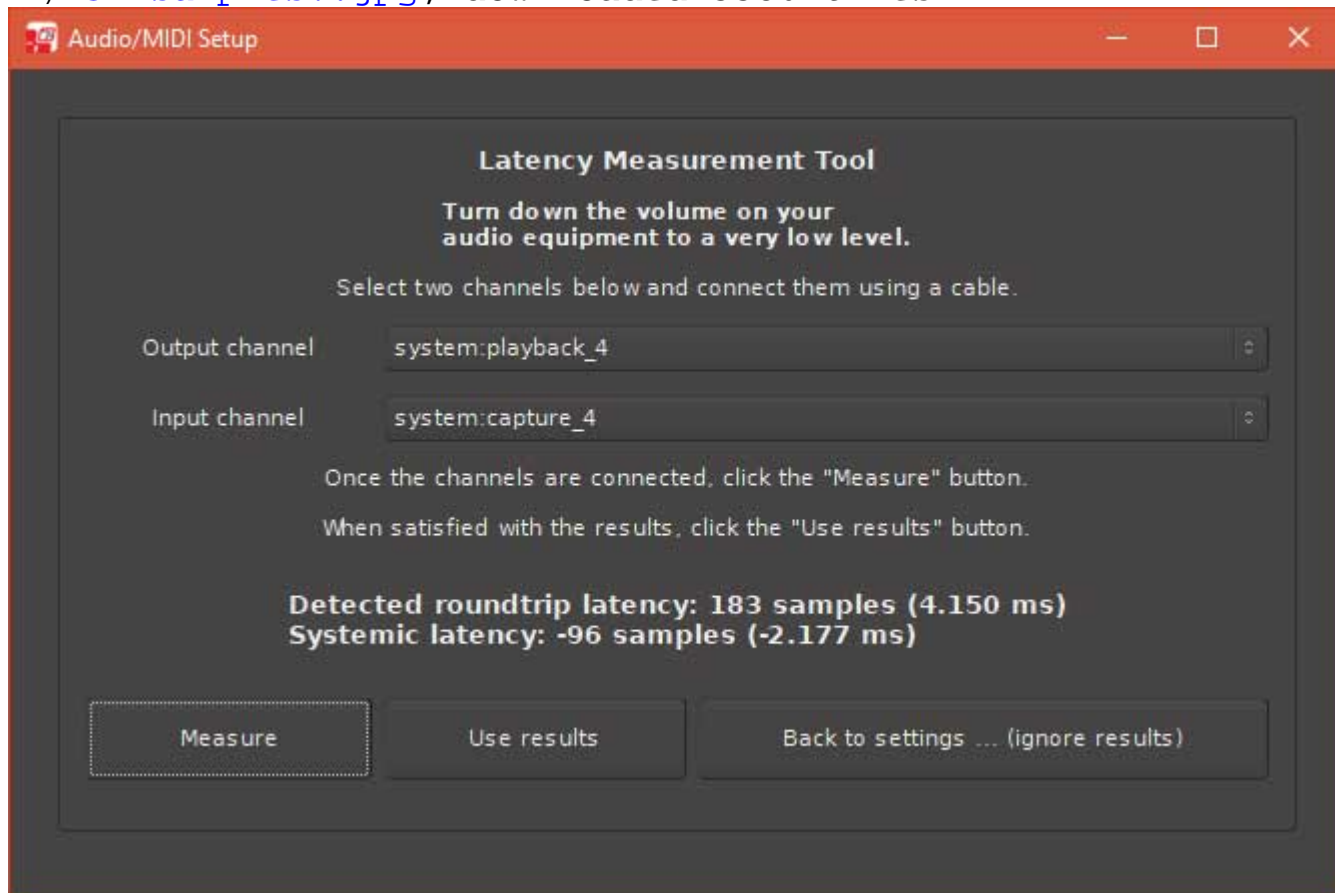 Audio/MIDI Setup
Latency Measurement Tool
Turn down the volume on your
audio equipment to a very low level.
Select two channels below and connect them using a cable.
Output channel system:playback_4
Input channel system:capture_4
Once the channels are connected, click the "Measure" button.
When satisfied with the results, click the "Use results" button.
Detected roundtrip latency: 183 samples (4.150 ms)
Systemic latency: -96 samples (-2.177 ms)
Measure Use results Back to settings ... (ignore results)